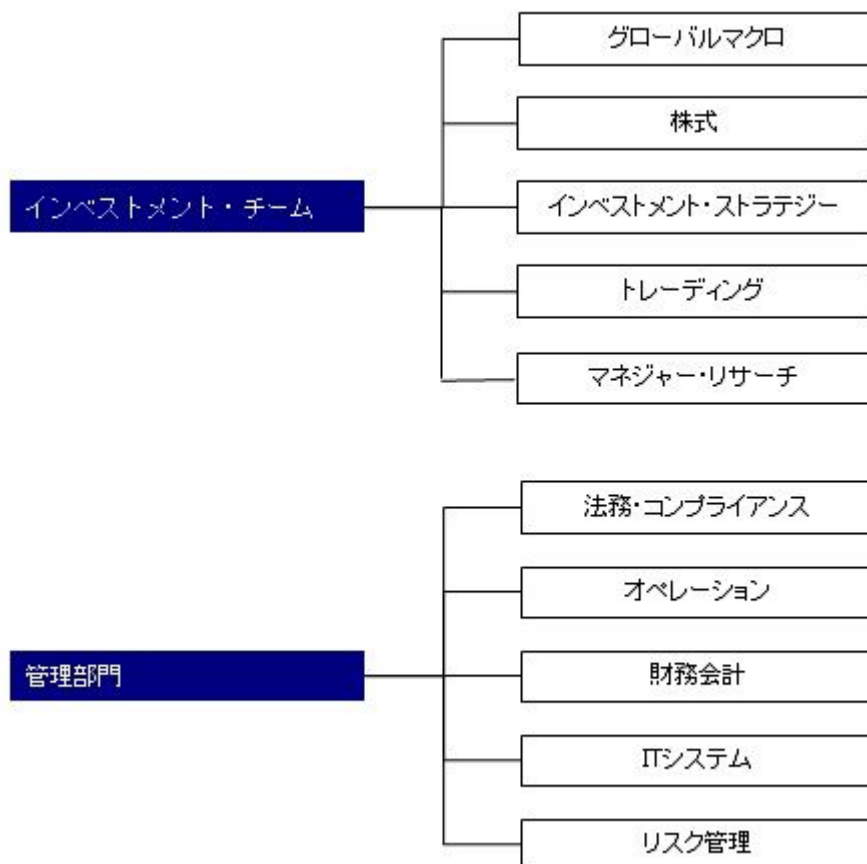 グローバルマクロ
株式
インベストメント・チーム
インベストメント・ストラテジー
トレーディング
マネジャー・リサーチ
法務・コンプライアンス
オペレーション
管理部門
財務会計
ITシステム
リスク管理